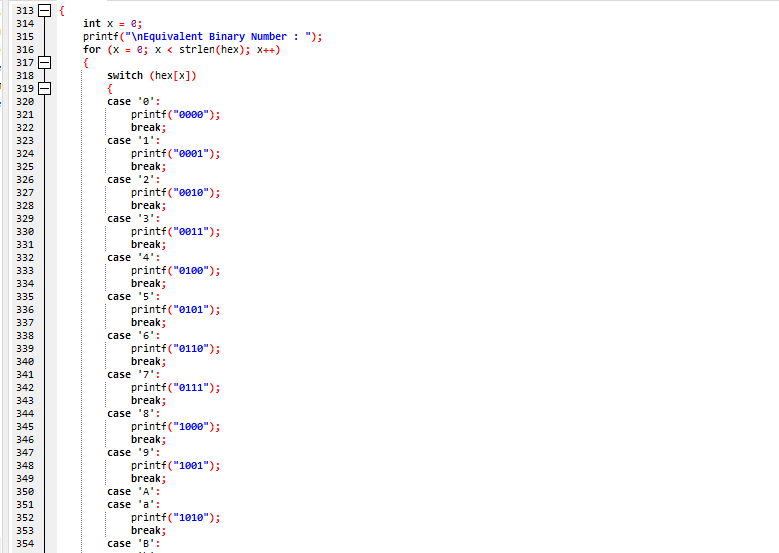 313 {
314 int x = 0;
315 printf("\nEquivalent Binary Number : ");
316 for (x = 0; x < strlen(hex); x++)
317 {
318 switch (hex[x])
319 {
320 case '0':
321 printf("0000");
322 break;
323 case '1':
324 printf("0001");
325 break;
326 case '2':
327 printf("0010");
328 break;
329 case '3':
330 printf("0011");
331 break;
332 case '4':
333 printf("0100");
334 break;
335 case '5':
336 printf("0101");
337 break;
338 case '6':
339 printf("0110");
340 break;
341 case '7':
342 printf("0111");
343 break;
344 case '8':
345 printf("1000");
346 break;
347 case '9':
348 printf("1001");
349 break;
350 case 'A':
351 case 'a':
352 printf("1010");
353 break;
354 case 'B':